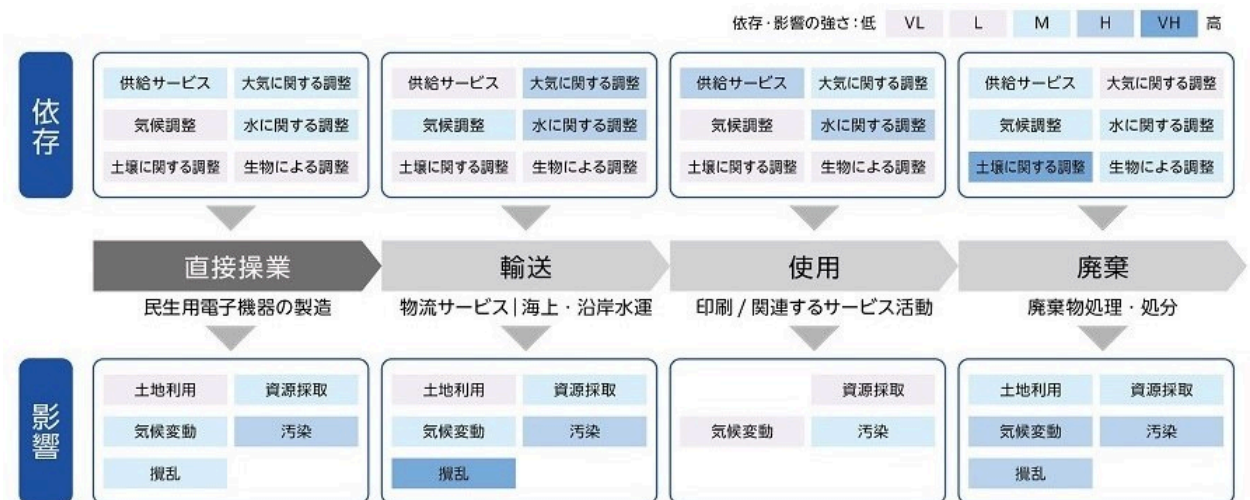 依存・影響の強さ：低 VL L M H VH 高
依存
供給サービス 大気に関する調整
気候調整 水に関する調整
土壌に関する調整 生物による調整
供給サービス 大気に関する調整
気候調整 水に関する調整
土壌に関する調整 生物による調整
供給サービス 大気に関する調整
気候調整 水に関する調整
土壌に関する調整 生物による調整
供給サービス 大気に関する調整
気候調整 水に関する調整
土壌に関する調整 生物による調整
直接操業
民生用電子機器の製造
輸送
物流サービス|海上・沿岸水運
使用
印刷 / 関連するサービス活動
廃棄
廃棄物処理・処分
影響
土地利用 資源採取
気候変動 汚染
攪乱
土地利用 資源採取
気候変動 汚染
攪乱
資源採取
気候変動 汚染
土地利用 資源採取
気候変動 汚染
攪乱